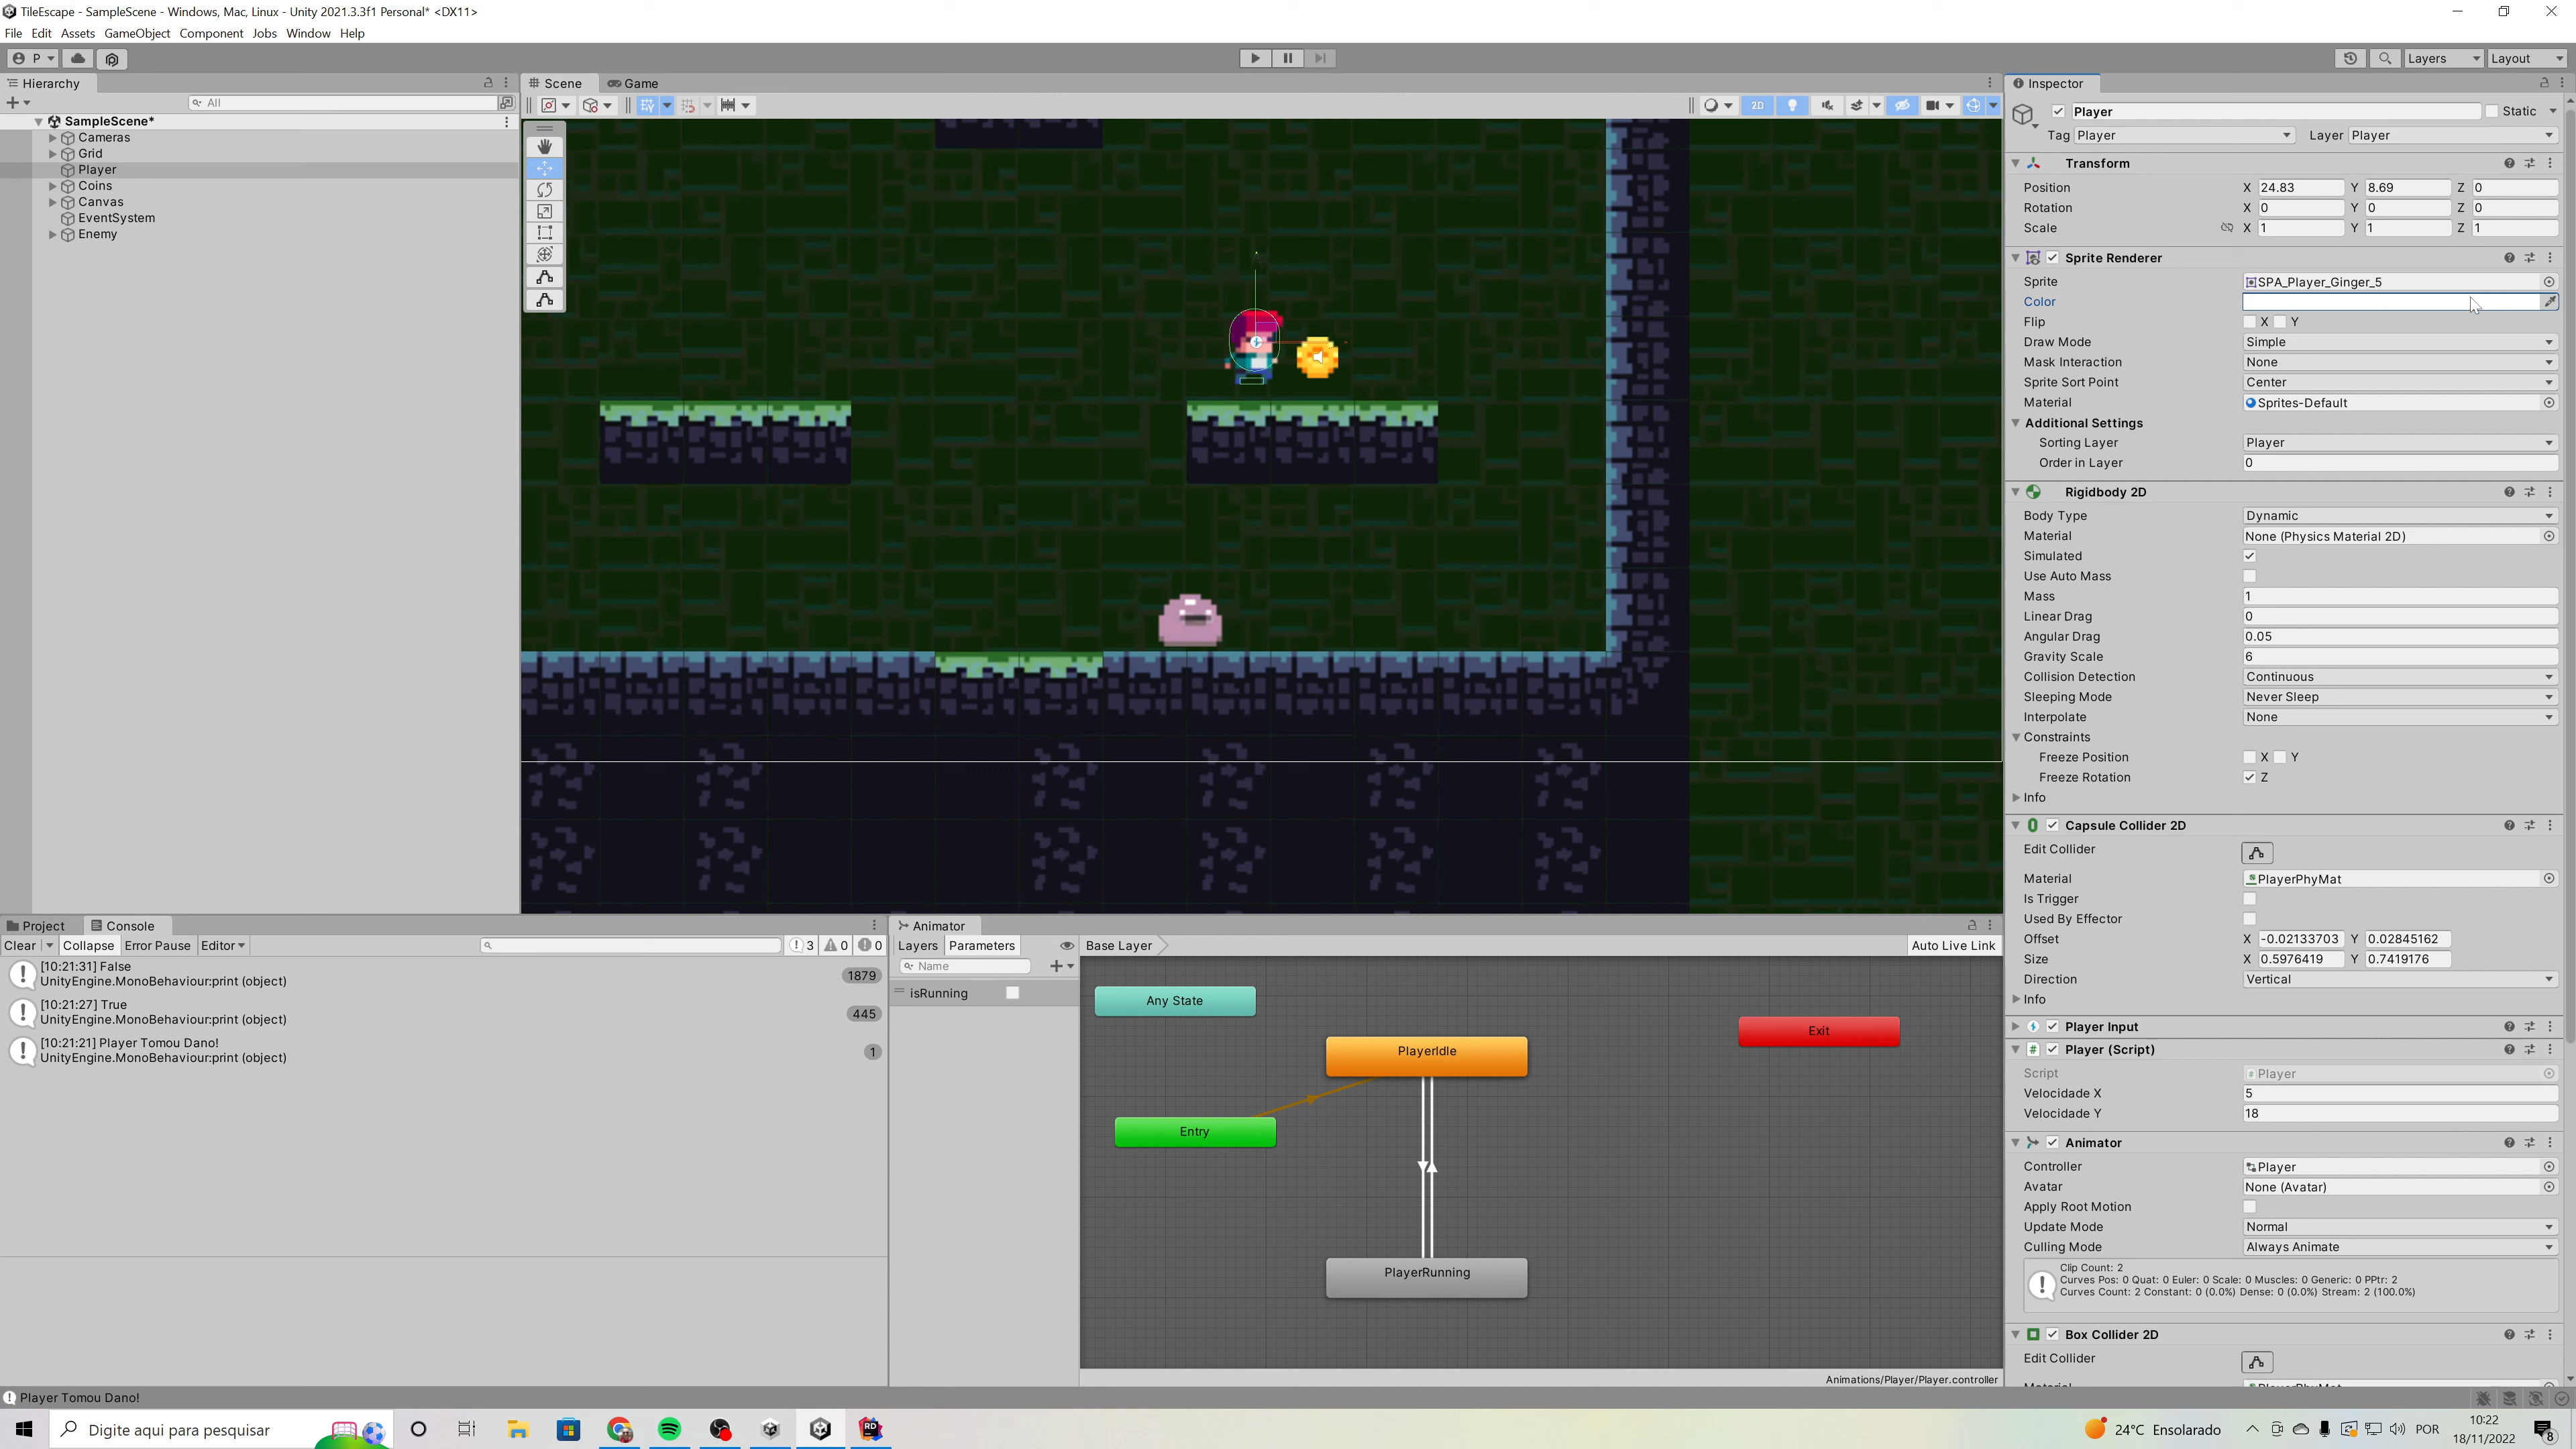 TileEscape - SampleScene - Windows, Mac, Linux - Unity 2021.3.3f1 Personal* <DX11>
File Edit Assets GameObject Component Jobs Window Help
P Layers Layout
Hierarchy
All
SampleScene*
Cameras
Grid
Player
Coins
Canvas
EventSystem
Enemy
Scene Game
2D
Inspector
Player Static
Tag Player Layer Player
Transform
Position X 24.83 Y 8.69 Z 0
Rotation X 0 Y 0 Z 0
Scale X 1 Y 1 Z 1
Sprite Renderer
Sprite SPA_Player_Ginger_5
Color
Flip X Y
Draw Mode Simple
Mask Interaction None
Sprite Sort Point Center
Material Sprites-Default
Additional Settings
Sorting Layer Player
Order in Layer 0
Rigidbody 2D
Body Type Dynamic
Material None (Physics Material 2D)
Simulated
Use Auto Mass
Mass 1
Linear Drag 0
Angular Drag 0.05
Gravity Scale 6
Collision Detection Continuous
Sleeping Mode Never Sleep
Interpolate None
Constraints
Freeze Position X Y
Freeze Rotation Z
Info
Capsule Collider 2D
Edit Collider
Material PlayerPhyMat
Is Trigger
Used By Effector
Offset X -0.02133703 Y 0.02845162
Size X 0.5976419 Y 0.7419176
Direction Vertical
Info
Player Input
Player (Script)
Script Player
Velocidade X 5
Velocidade Y 18
Animator
Controller Player
Avatar None (Avatar)
Apply Root Motion
Update Mode Normal
Culling Mode Always Animate
Clip Count: 2
Curves Pos: 0 Quat: 0 Euler: 0 Scale: 0 Muscles: 0 Generic: 0 PPtr: 2
Curves Count: 2 Constant: 0 (0.0%) Dense: 0 (0.0%) Stream: 2 (100.0%)
Box Collider 2D
Edit Collider
Project Console
Clear Collapse Error Pause Editor 3 0 0
[10:21:31] False
UnityEngine.MonoBehaviour:print (object) 1879
[10:21:27] True
UnityEngine.MonoBehaviour:print (object) 445
[10:21:21] Player Tomou Dano!
UnityEngine.MonoBehaviour:print (object) 1
Animator
Layers Parameters Base Layer Auto Live Link
Name
isRunning
Any State
PlayerIdle
Exit
Entry
PlayerRunning
Animations/Player/Player.controller
Player Tomou Dano!
Digite aqui para pesquisar
24°C Ensolarado POR
10:22
18/11/2022
8